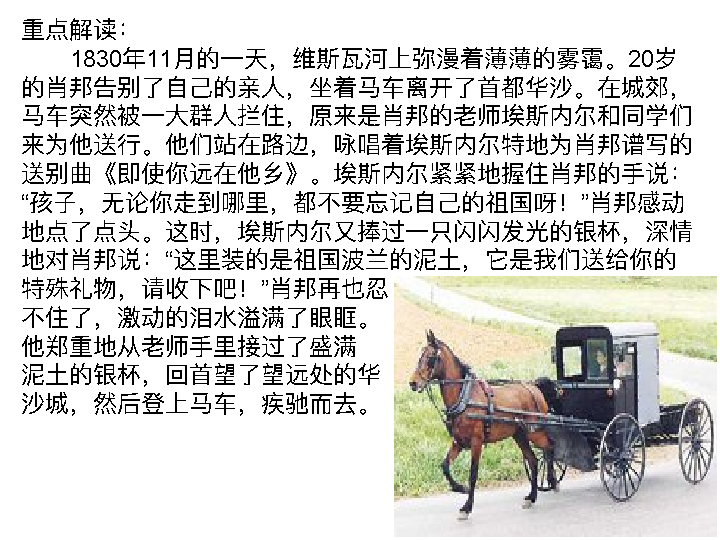 重点解读：
1830年11月的一天，维斯瓦河上弥漫着薄薄的雾霭。20岁
的肖邦告别了自己的亲人，坐着马车离开了首都华沙。在城郊，
马车突然被一大群人拦住，原来是肖邦的老师埃斯内尔和同学们
来为他送行。他们站在路边，咏唱着埃斯内尔特地为肖邦谱写的
送别曲《即使你远在他乡》。埃斯内尔紧紧地握住肖邦的手说：
“孩子，无论你走到哪里，都不要忘记自己的祖国呀！”肖邦感动
地点了点头。这时，埃斯内尔又捧过一只闪闪发光的银杯，深情
地对肖邦说：“这里装的是祖国波兰的泥土，它是我们送给你的
特殊礼物，请收下吧！”肖邦再也忍
不住了，激动的泪水溢满了眼眶。
他郑重地从老师手里接过了盛满
泥土的银杯，回首望了望远处的华
沙城，然后登上马车，疾驰而去。